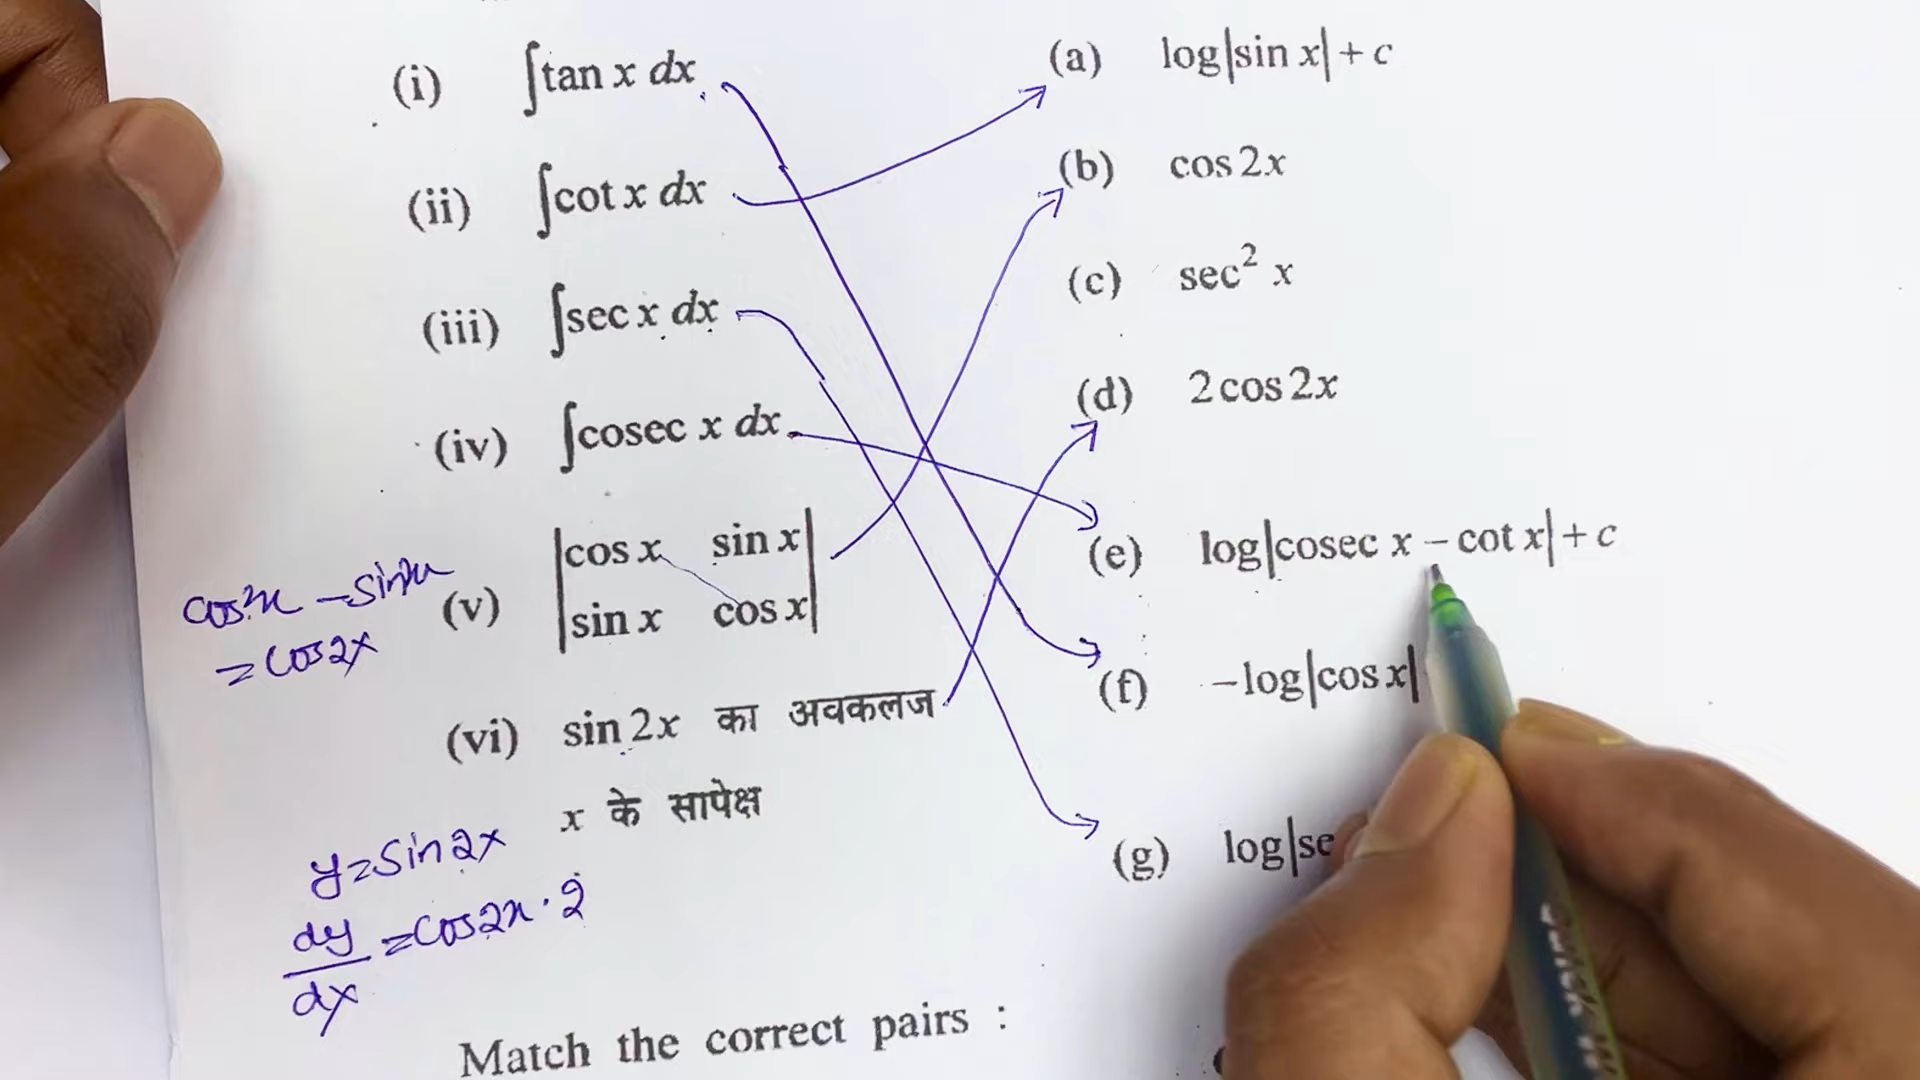 (i) ∫tan x dx
(a) log|sin x| + c
(ii) ∫cot x dx
(b) cos 2x
(iii) ∫sec x dx
(c) sec² x
(iv) ∫cosec x dx
(d) 2 cos 2x
(v) |cos x sin x|
|sin x cos x|
(e) log|cosec x – cot x| + c
cos²x – sin²x
= cos2x
(vi) sin 2x का अवकलज
x के सापेक्ष
(f) –log|cos x|
(g) log|se
y=sin2x
dy
dx
=cos2x·2
Match the correct pairs :